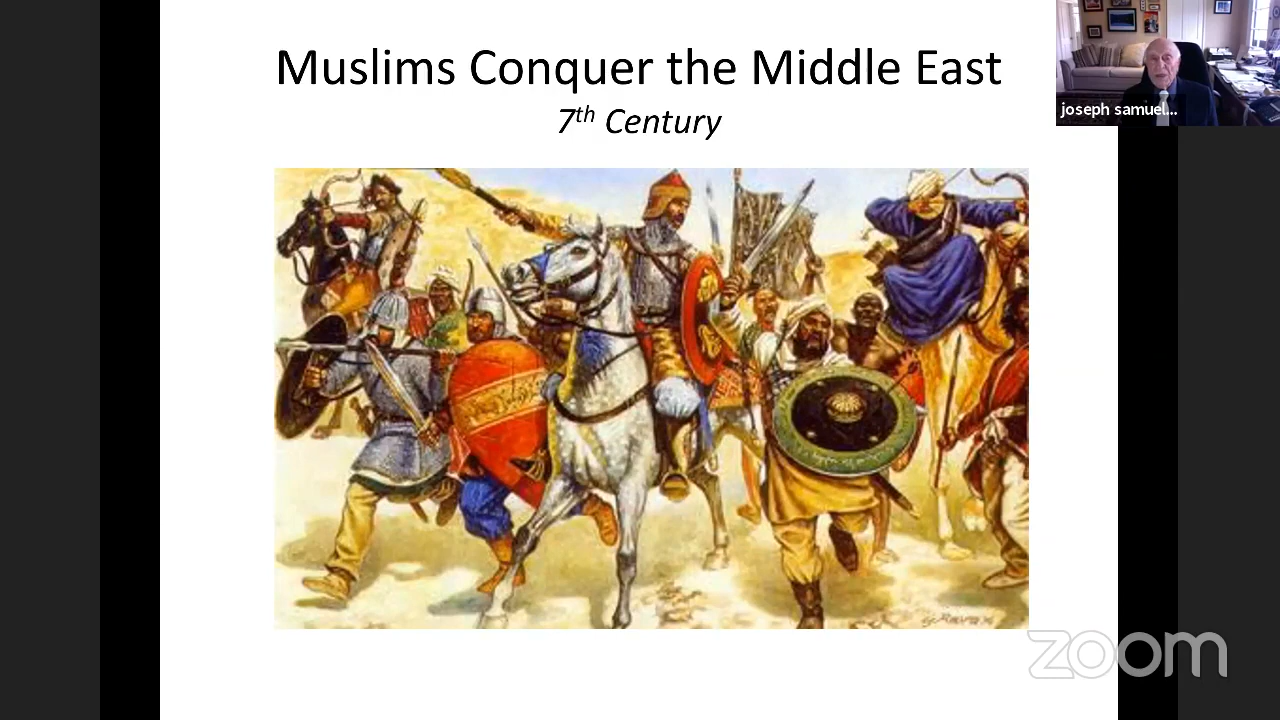 Muslims Conquer the Middle East
7th Century
joseph samuel...
zoom